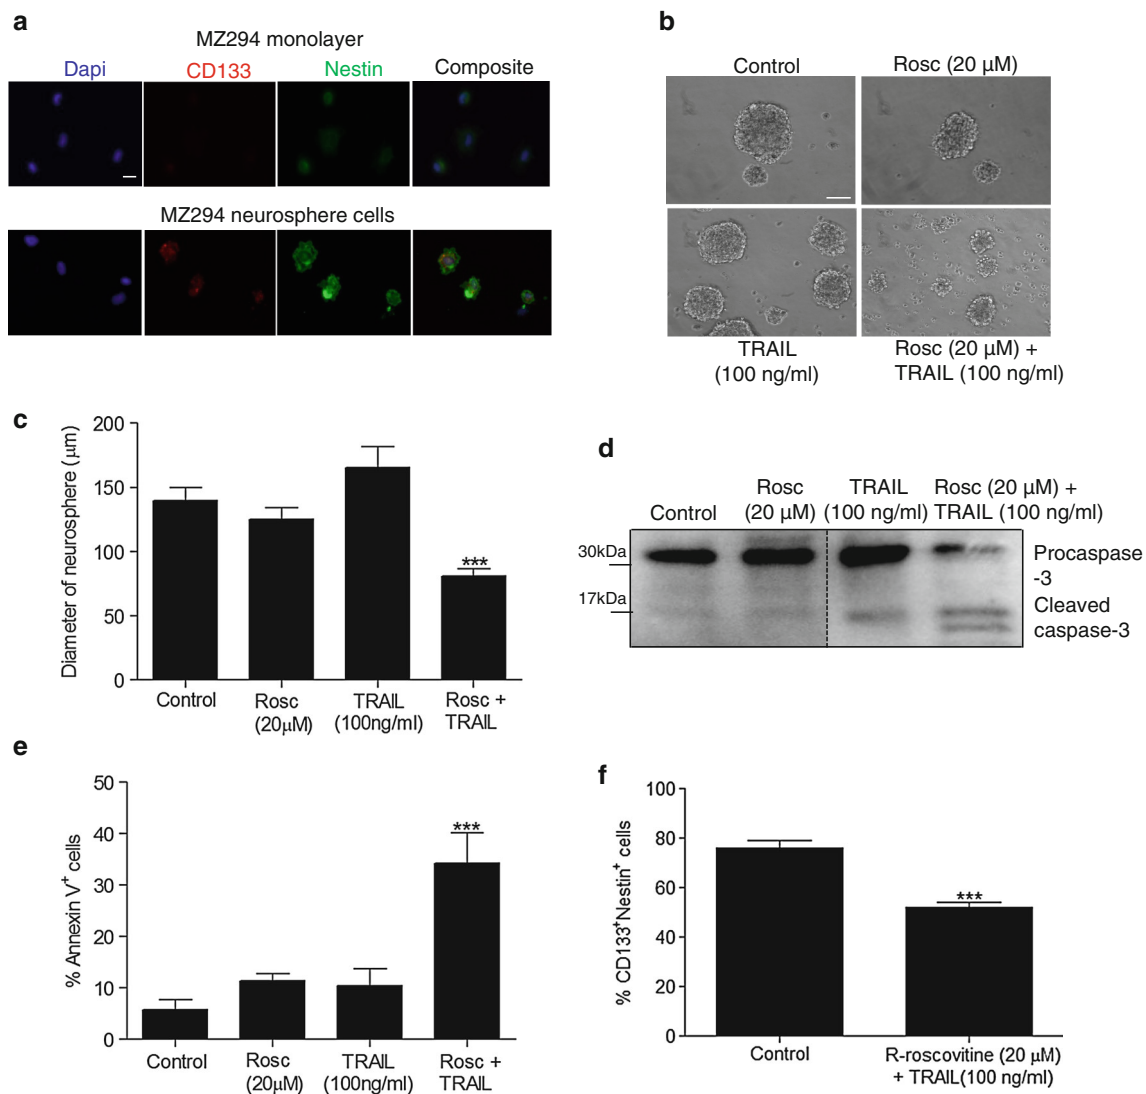 a
MZ294 monolayer
Dapi CD133 Nestin Composite
MZ294 neurosphere cells
b
Control Rosc (20 μM)
TRAIL
(100 ng/ml)
Rosc (20 μM) +
TRAIL (100 ng/ml)
c
Diameter of neurosphere (μm)
200
150
100
50
0
***
Control
Rosc
(20μM)
TRAIL
(100ng/ml)
Rosc +
TRAIL
d
Control
Rosc
(20 μM)
TRAIL
(100 ng/ml)
Rosc (20 μM) +
TRAIL (100 ng/ml)
30kDa
17kDa
Procaspase
-3
Cleaved
caspase-3
e
% Annexin V+ cells
50
40
30
20
10
0
***
Control
Rosc
(20μM)
TRAIL
(100ng/ml)
Rosc +
TRAIL
f
% CD133+Nestin+ cells
100
80
60
40
20
0
***
Control
R-roscovitine (20 μM)
+ TRAIL(100 ng/ml)